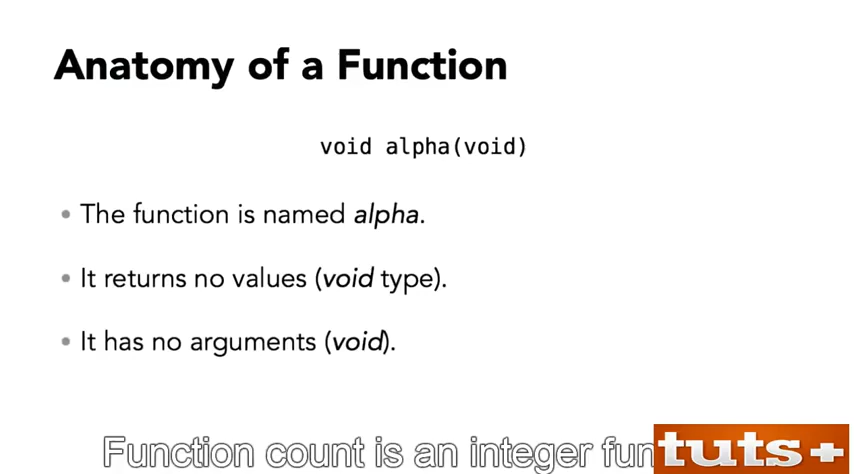 Anatomy of a Function
void alpha(void)
• The function is named alpha.
• It returns no values (void type).
• It has no arguments (void).
Function count is an integer
tuts+